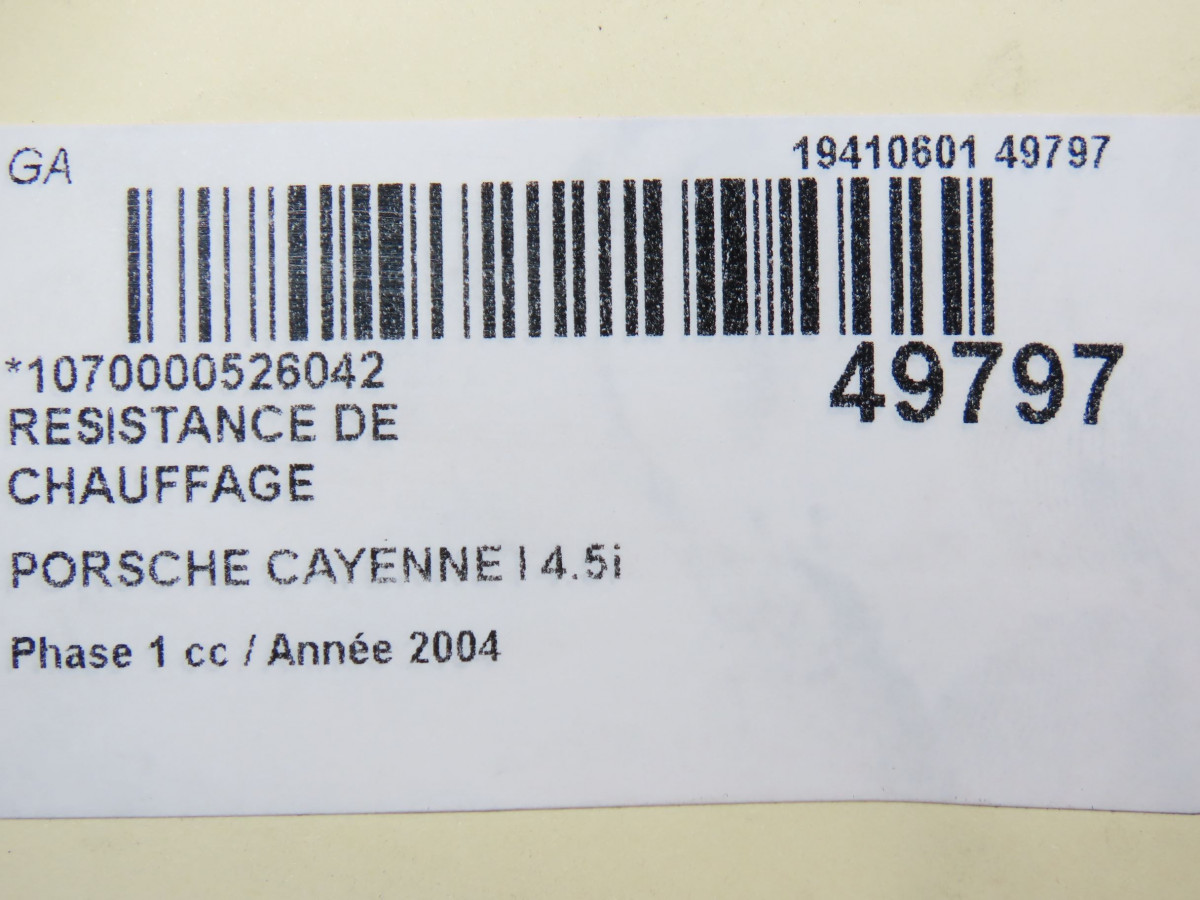 GA
19410601 49797
*1070000526042
49797
RESISTANCE DE
CHAUFFAGE
PORSCHE CAYENNE I 4.5i
Phase 1 cc / Année 2004